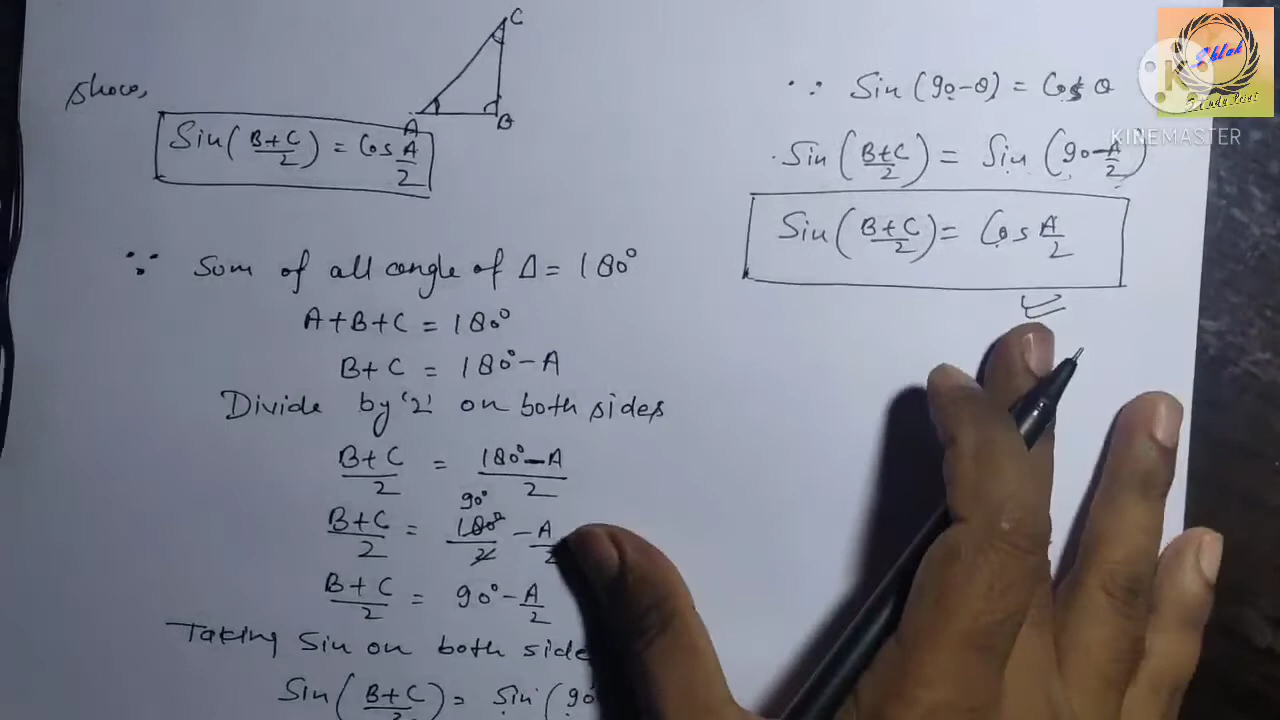 C
A
B
Show,
Sin(B+C/2) = Cos A/2
∵ Sum of all angle of Δ = 180°
A+B+C = 180°
B+C = 180°-A
Divide by '2' on both sides
B+C/2 = 180°-A/2
90°
B+C/2 = 180°/2 - A/2
B+C/2 = 90° - A/2
Taking Sin on both side
Sin(B+C/2) = Sin(90°
∵ Sin(90-θ) = Cos θ
Sin(B+C/2) = Sin(90-A/2)
Sin(B+C/2) = Cos A/2
K
KINEMASTER